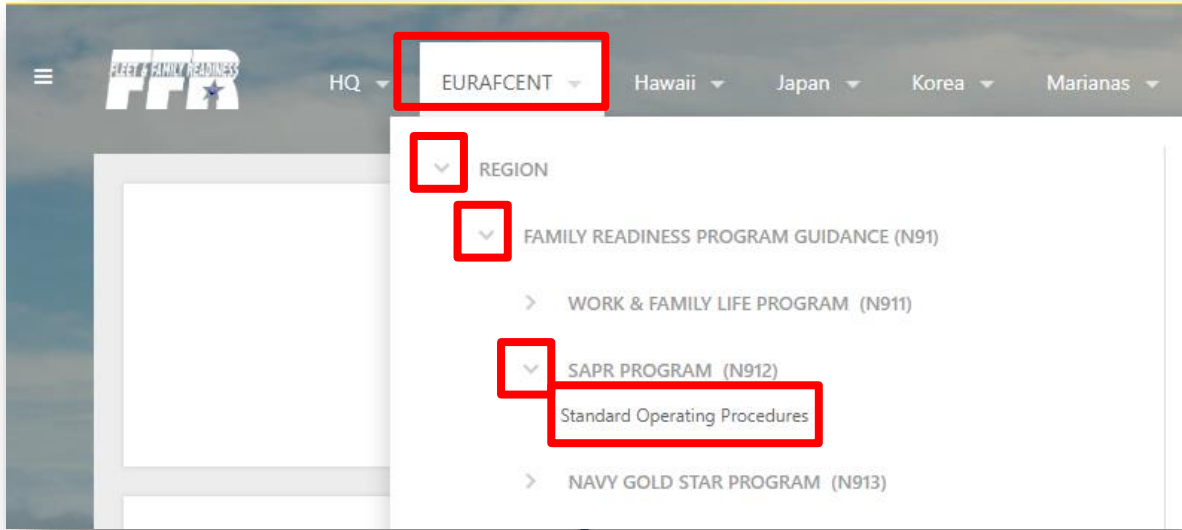 FLEET & FAMILY READINESS
FFR
HQ
EURAFCENT
Hawaii
Japan
Korea
Marianas
REGION
FAMILY READINESS PROGRAM GUIDANCE (N91)
WORK & FAMILY LIFE PROGRAM (N911)
SAPR PROGRAM (N912)
Standard Operating Procedures
NAVY GOLD STAR PROGRAM (N913)